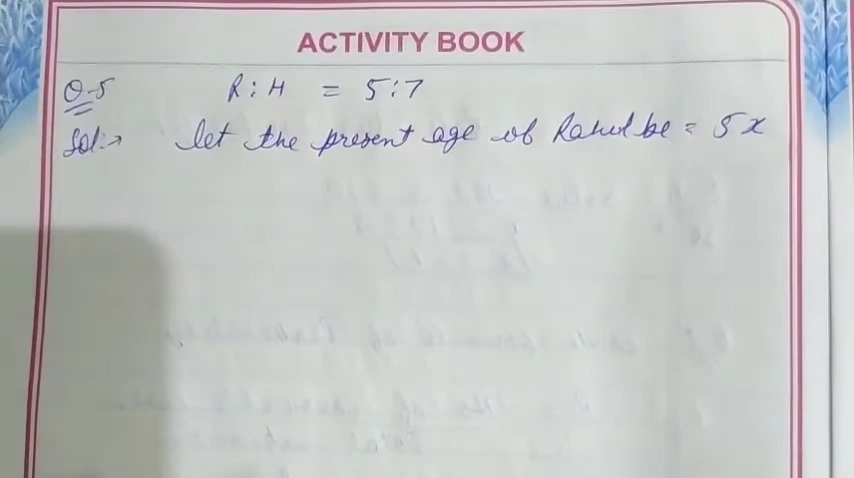 ACTIVITY BOOK
Q-5 R:H = 5:7
Sol:→ let the present age of Rahul be = 5x